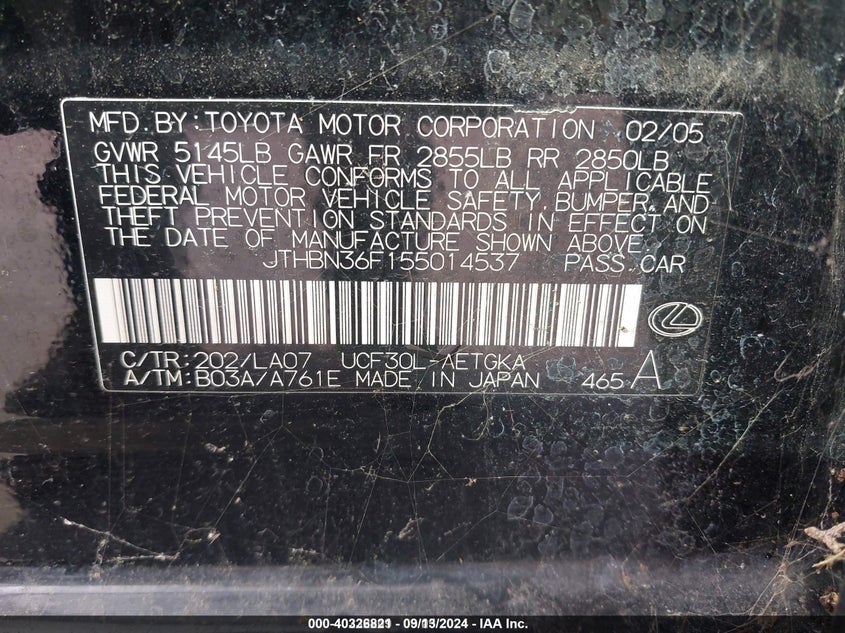 MFD.BY:TOYOTA MOTOR CORPORATION 02/05
GVWR 5145LB GAWR FR 2855LB RR 2850LB
THIS VEHICLE CONFORMS TO ALL APPLICABLE
FEDERAL MOTOR VEHICLE SAFETY,BUMPER,AND
THEFT PREVENTION STANDARDS IN EFFECT ON
THE DATE OF MANUFACTURE SHOWN ABOVE.
JTHBN36F155014537 PASS.CAR
C/TR:202/LA07 UCF30L-AETGKA
A/TM:B03A/A761E MADE IN JAPAN 465 A
000-40326821 - 09/13/2024 - IAA Inc.